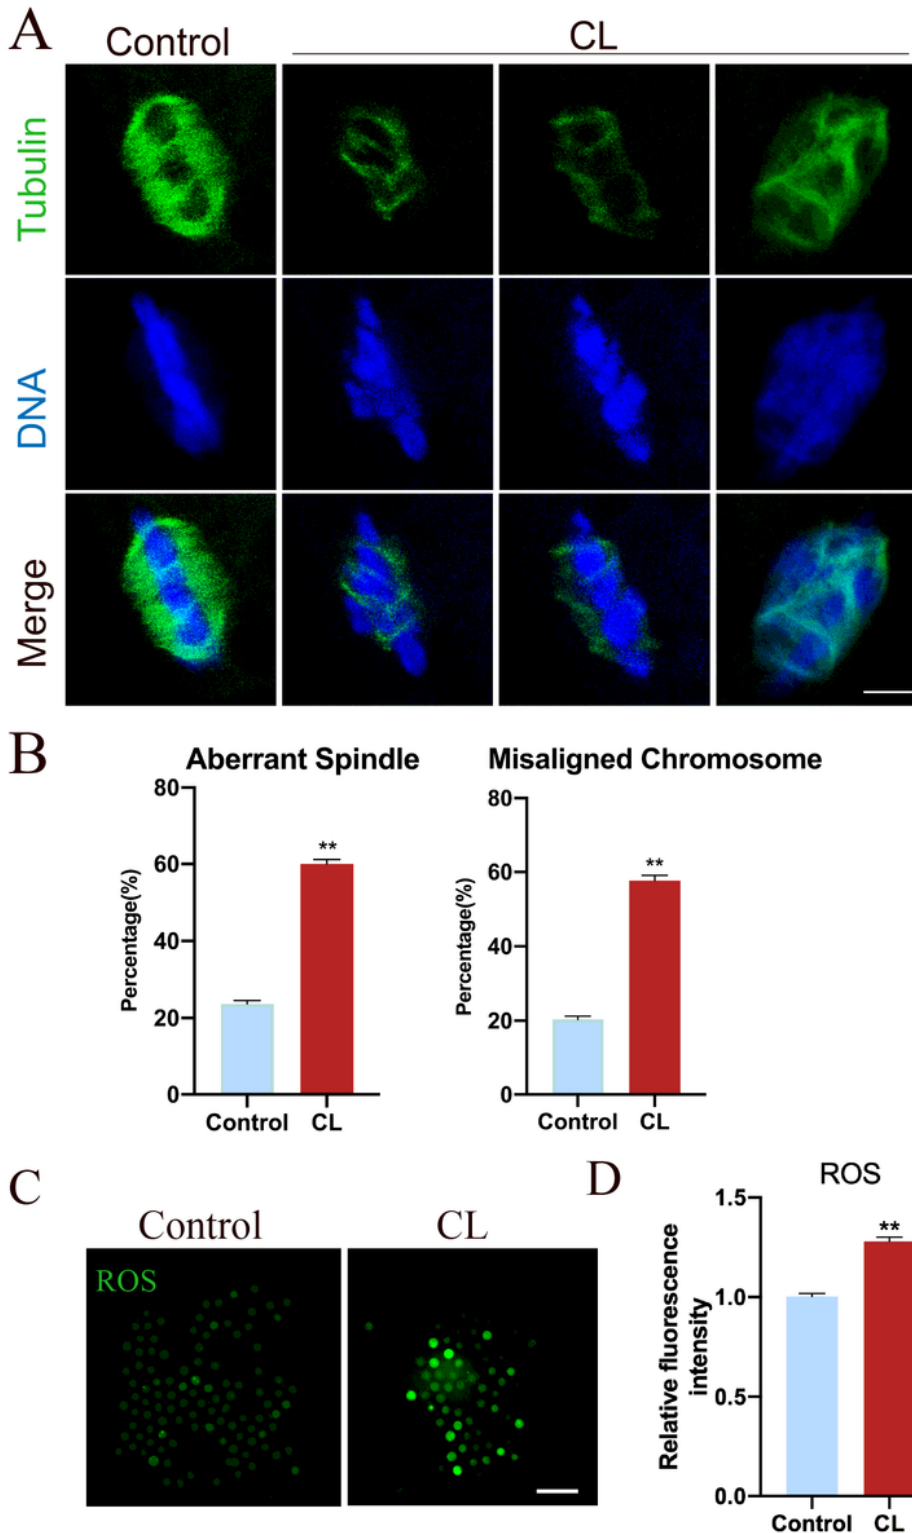 A
Control
CL
Tubulin
DNA
Merge
B
Aberrant Spindle
Misaligned Chromosome
80
60
40
20
0
Percentage(%)
**
Control
CL
80
60
40
20
0
Percentage(%)
**
Control
CL
C
Control
CL
ROS
D
ROS
1.5
1.0
0.5
0.0
Relative fluorescence
intensity
**
Control
CL